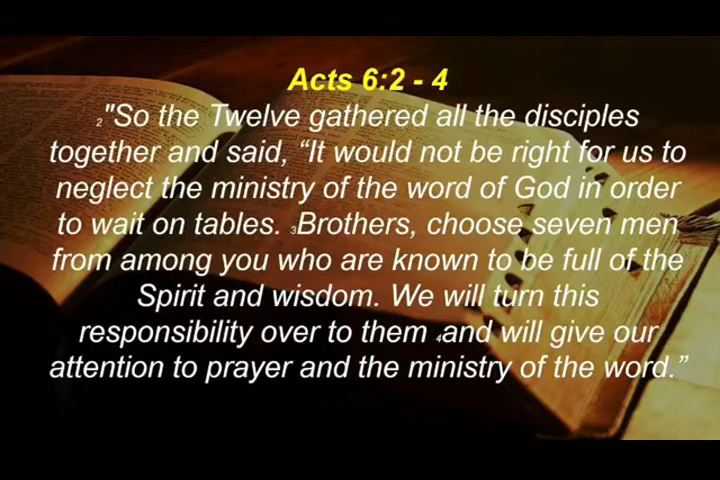 Acts 6:2 - 4
2"So the Twelve gathered all the disciples
together and said, “It would not be right for us to
neglect the ministry of the word of God in order
to wait on tables. 3Brothers, choose seven men
from among you who are known to be full of the
Spirit and wisdom. We will turn this
responsibility over to them 4and will give our
attention to prayer and the ministry of the word.”